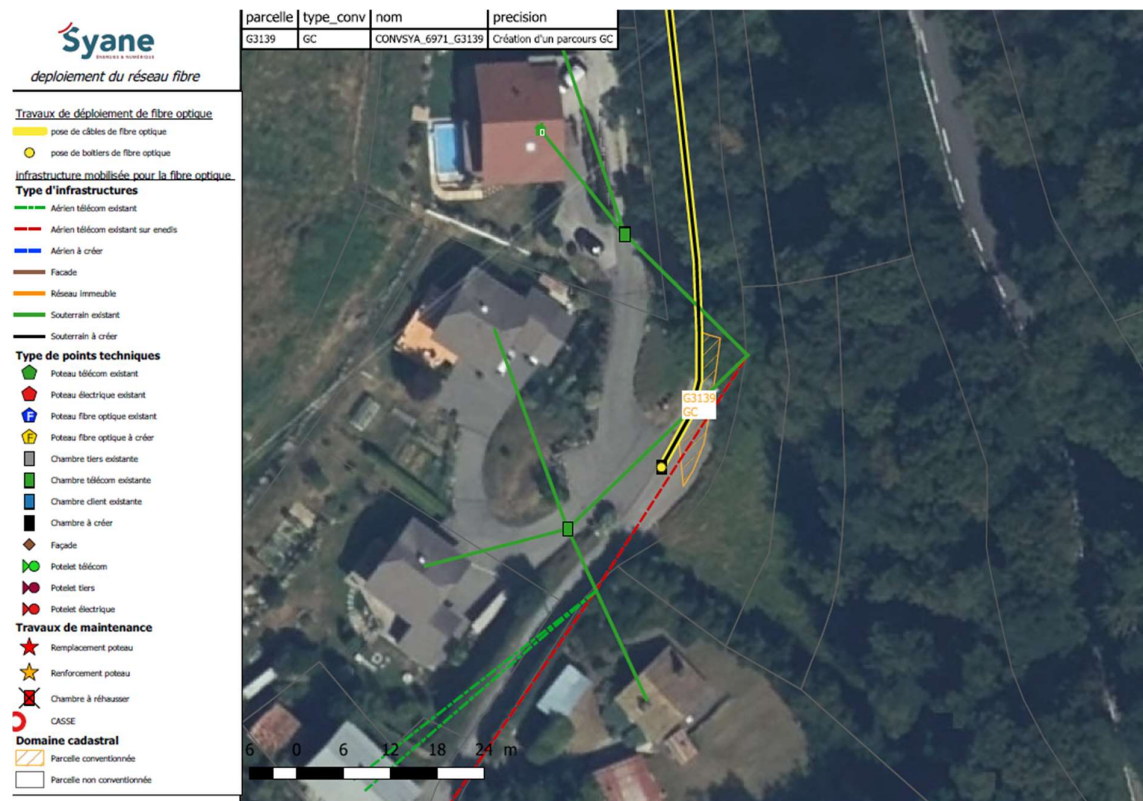 Syane
ÉNERGIES & NUMÉRIQUE
deploiement du réseau fibre
parcelle type_conv nom precision
G3139 GC CONVSYA_6971_G3139 Création d'un parcours GC
Travaux de déploiement de fibre optique
pose de câbles de fibre optique
pose de boitiers de fibre optique
infrastructure mobilisée pour la fibre optique
Type d'infrastructures
Aérien télécom existant
Aérien télécom existant sur enedis
Aérien à créer
Facade
Réseau immeuble
Souterrain existant
Souterrain à créer
Type de points techniques
Poteau télécom existant
Poteau électrique existant
F Poteau fibre optique existant
F Poteau fibre optique à créer
Chambre tiers existante
Chambre télécom existante
Chambre client existante
Chambre à créer
Façade
Potelet télécom
Potelet tiers
Potelet électrique
Travaux de maintenance
Remplacement poteau
Renforcement poteau
Chambre à réhausser
CASSE
Domaine cadastral
Parcelle conventionnée
Parcelle non conventionnée
G3139
GC
6 0 6 12 18 24 m